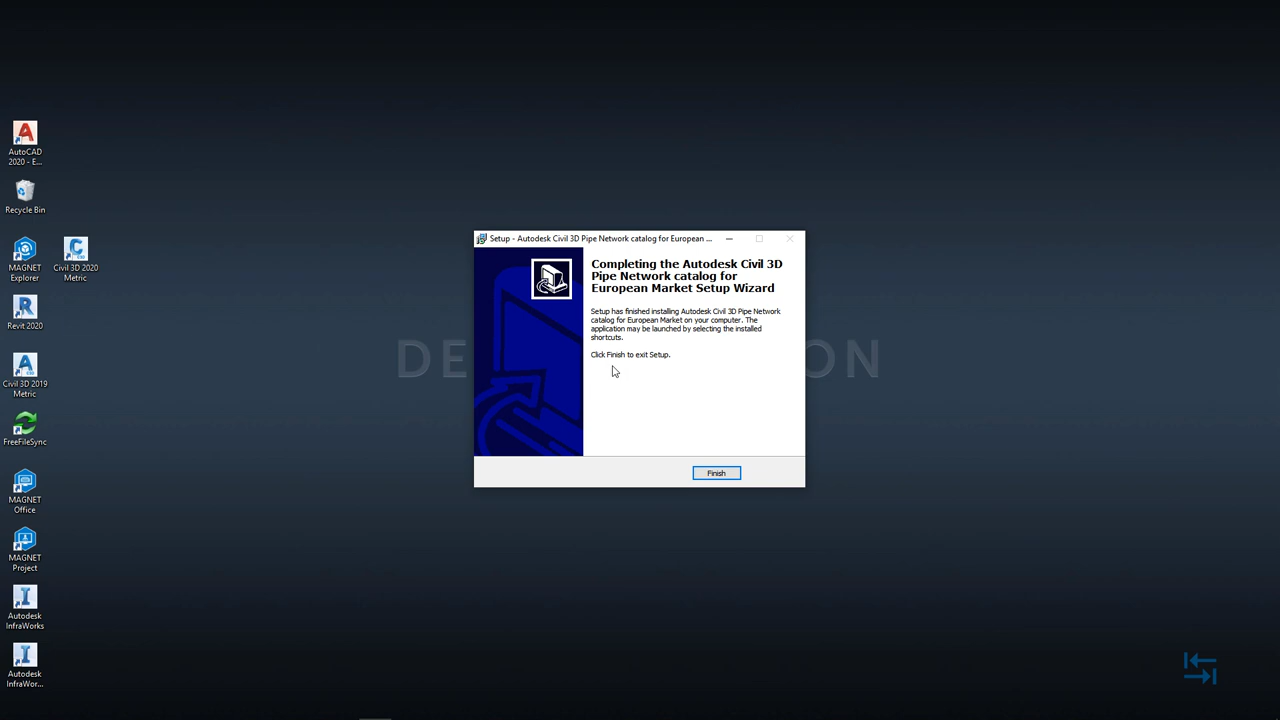 AutoCAD
2020 - E...
Recycle Bin
MAGNET
Explorer
Civil 3D 2020
Metric
Revit 2020
Civil 3D 2019
Metric
FreeFileSync
MAGNET
Office
MAGNET
Project
Autodesk
InfraWorks
Autodesk
InfraWor...
Setup - Autodesk Civil 3D Pipe Network catalog for European ...
Completing the Autodesk Civil 3D
Pipe Network catalog for
European Market Setup Wizard
Setup has finished installing Autodesk Civil 3D Pipe Network
catalog for European Market on your computer. The
application may be launched by selecting the installed
shortcuts.
Click Finish to exit Setup.
Finish